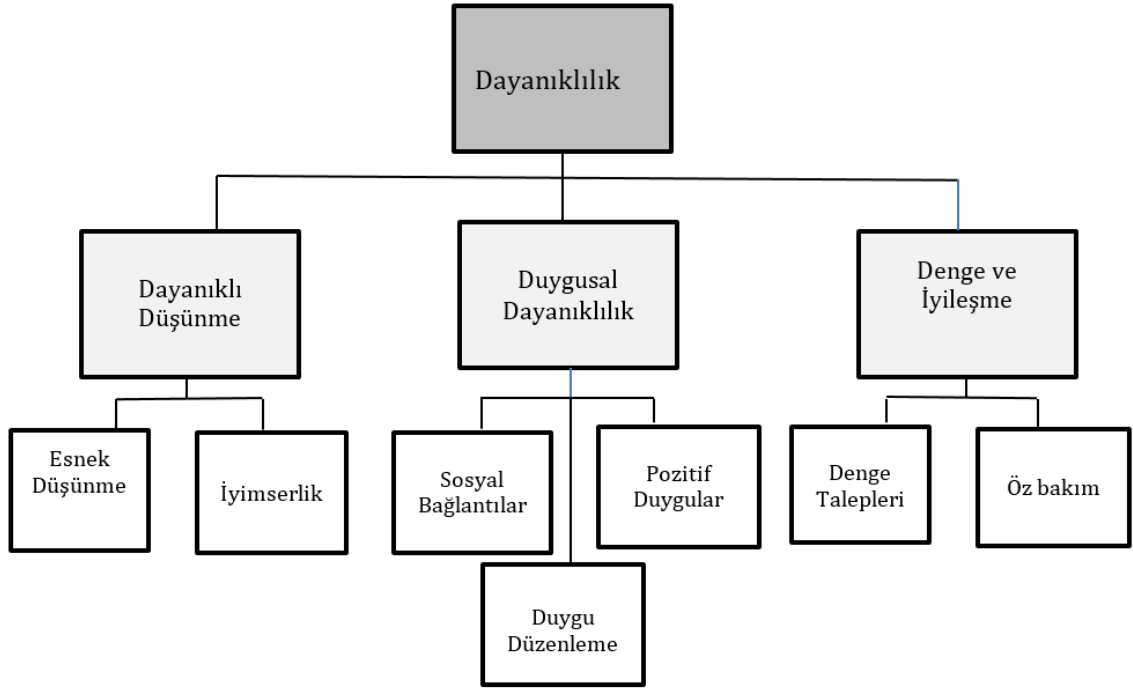 Dayanıklılık
Dayanıklı
Düşünme
Duygusal
Dayanıklılık
Denge ve
İyileşme
Esnek
Düşünme
İyimserlik
Sosyal
Bağlantılar
Pozitif
Duygular
Denge
Talepleri
Öz bakım
Duygu
Düzenleme